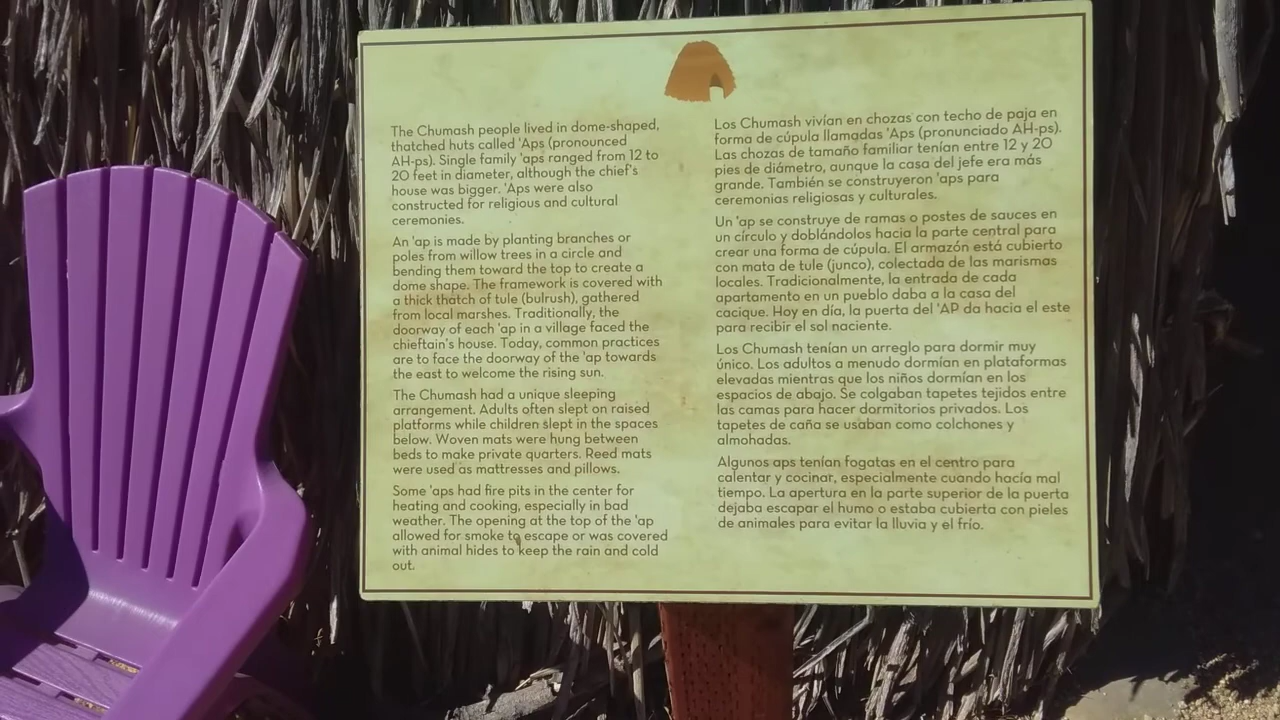 The Chumash people lived in dome-shaped,
thatched huts called 'Aps (pronounced
AH-ps). Single family 'aps ranged from 12 to
20 feet in diameter, although the chief's
house was bigger. 'Aps were also
constructed for religious and cultural
ceremonies.
An 'ap is made by planting branches or
poles from willow trees in a circle and
bending them toward the top to create a
dome shape. The framework is covered with
a thick thatch of tule (bulrush), gathered
from local marshes. Traditionally, the
doorway of each 'ap in a village faced the
chieftain's house. Today, common practices
are to face the doorway of the 'ap towards
the east to welcome the rising sun.
The Chumash had a unique sleeping
arrangement. Adults often slept on raised
platforms while children slept in the spaces
below. Woven mats were hung between
beds to make private quarters. Reed mats
were used as mattresses and pillows.
Some 'aps had fire pits in the center for
heating and cooking, especially in bad
weather. The opening at the top of the 'ap
allowed for smoke to escape or was covered
with animal hides to keep the rain and cold
out.
Los Chumash vivían en chozas con techo de paja en
forma de cúpula llamadas 'Aps (pronunciado AH-ps).
Las chozas de tamaño familiar tenían entre 12 y 20
pies de diámetro, aunque la casa del jefe era más
grande. También se construyeron 'aps para
ceremonias religiosas y culturales.
Un 'ap se construye de ramas o postes de sauces en
un círculo y doblándolos hacia la parte central para
crear una forma de cúpula. El armazón está cubierto
con mata de tule (junco), colectada de las marismas
locales. Tradicionalmente, la entrada de cada
apartamento en un pueblo daba a la casa del
cacique. Hoy en día, la puerta del 'AP da hacia el este
para recibir el sol naciente.
Los Chumash tenían un arreglo para dormir muy
único. Los adultos a menudo dormían en plataformas
elevadas mientras que los niños dormían en los
espacios de abajo. Se colgaban tapetes tejidos entre
las camas para hacer dormitorios privados. Los
tapetes de caña se usaban como colchones y
almohadas.
Algunos aps tenían fogatas en el centro para
calentar y cocinar, especialmente cuando hacía mal
tiempo. La apertura en la parte superior de la puerta
dejaba escapar el humo o estaba cubierta con pieles
de animales para evitar la lluvia y el frío.